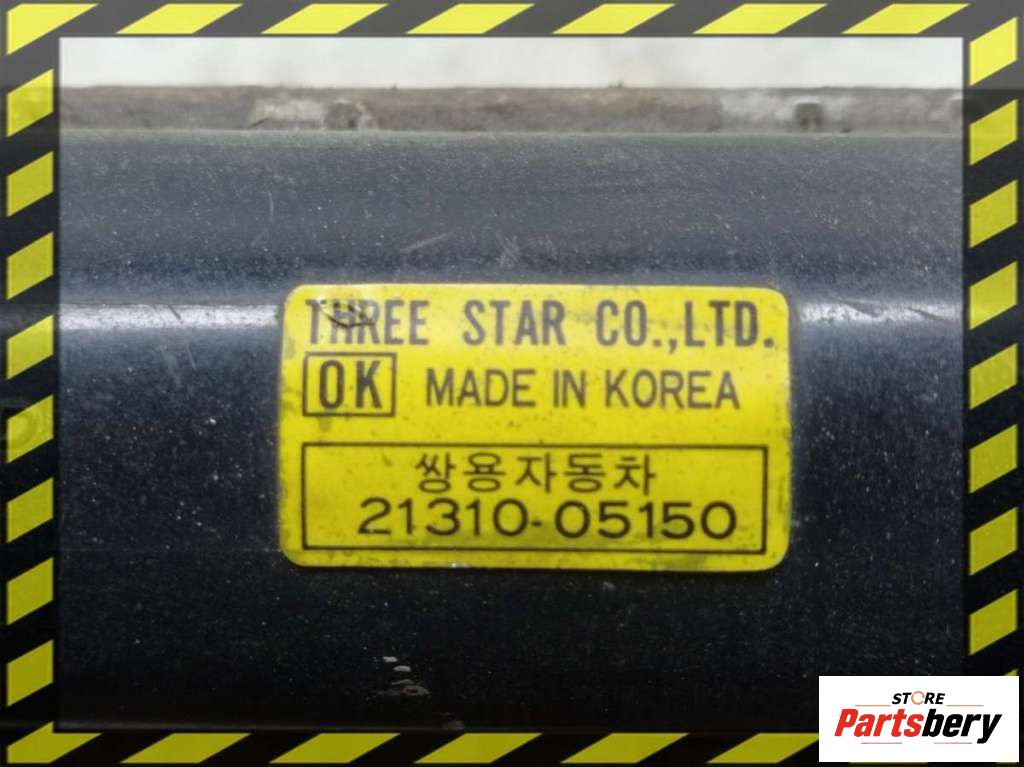 THREE STAR CO.,LTD.
OK MADE IN KOREA
쌍용자동차
21310-05150
STORE
Partsbery